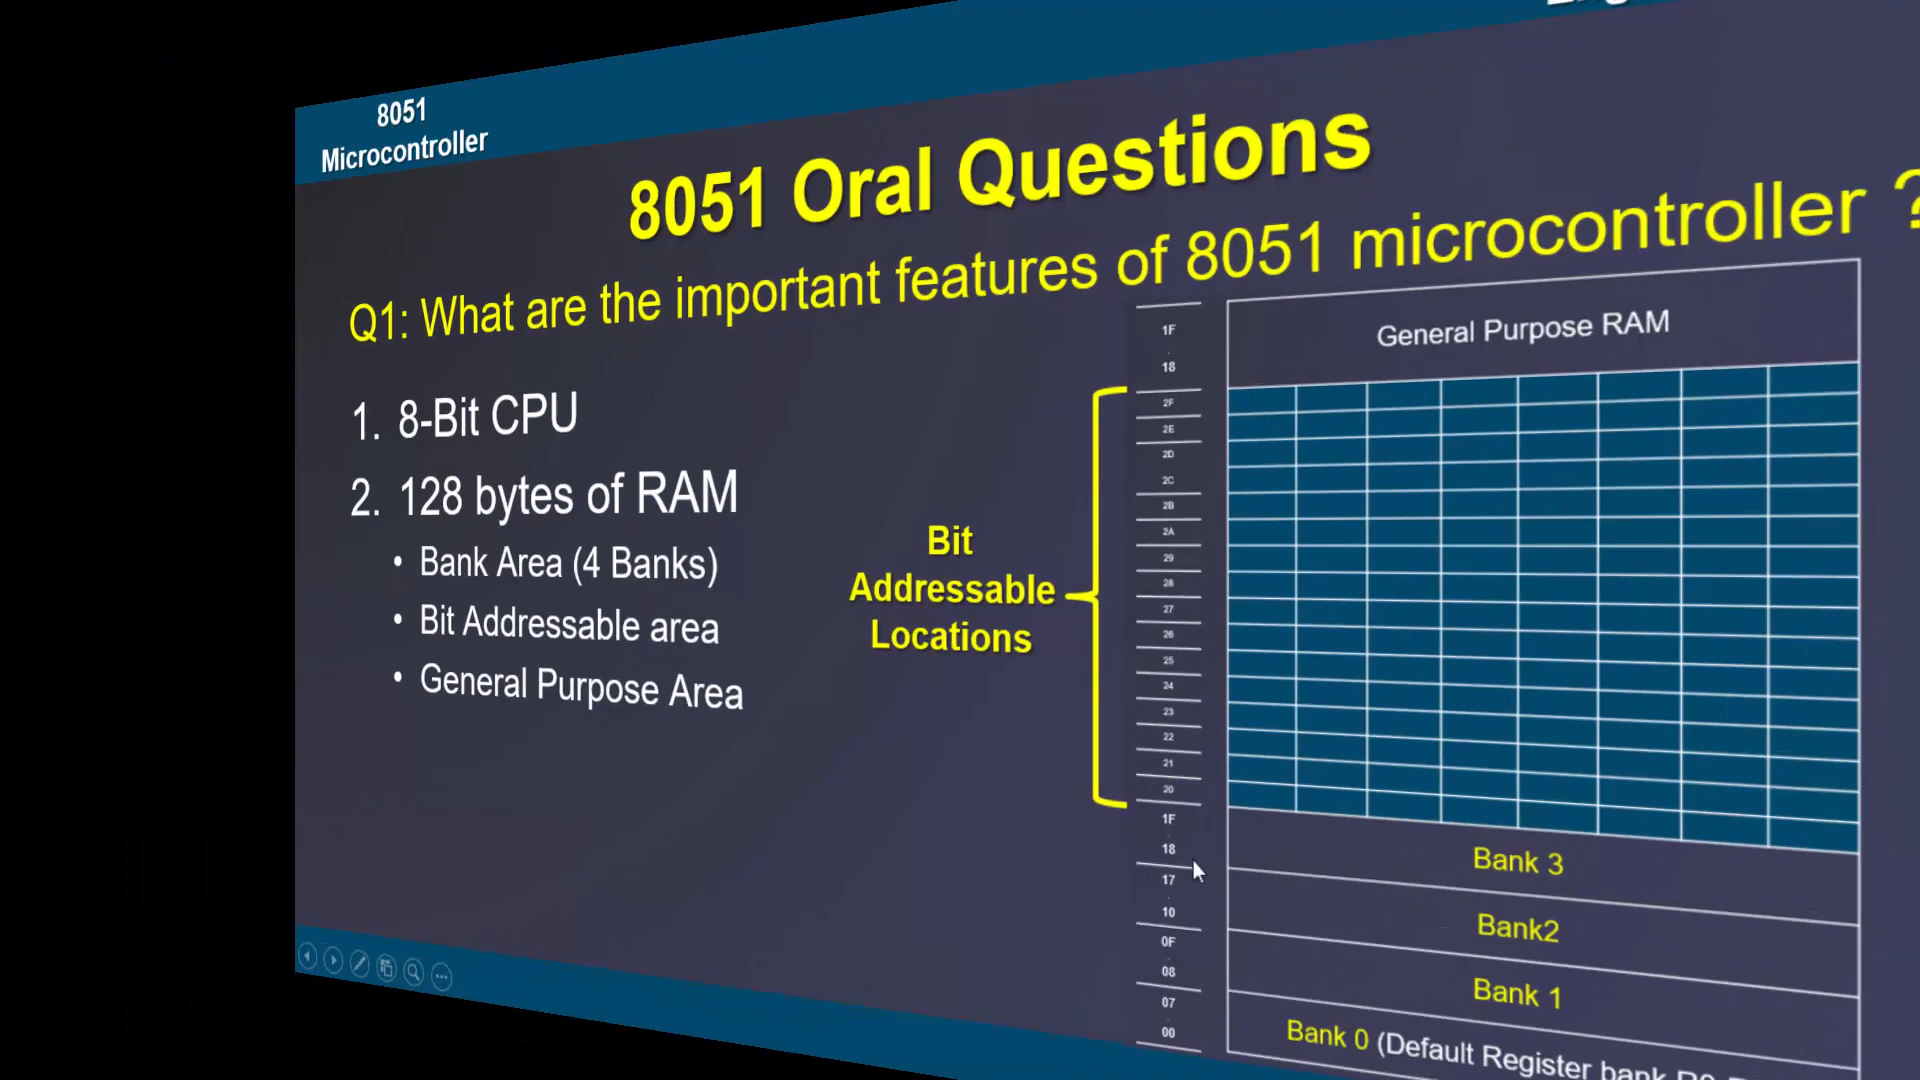 8051
Microcontroller
8051 Oral Questions
Q1: What are the important features of 8051 microcontroller ?
1. 8-Bit CPU
2. 128 bytes of RAM
• Bank Area (4 Banks)
• Bit Addressable area
• General Purpose Area
Bit
Addressable
Locations
1F
18
2F
2E
2D
2C
2B
2A
29
28
27
26
25
24
23
22
21
20
1F
18
17
10
0F
08
07
00
General Purpose RAM
Bank 3
Bank2
Bank 1
Bank 0 (Default Register bank